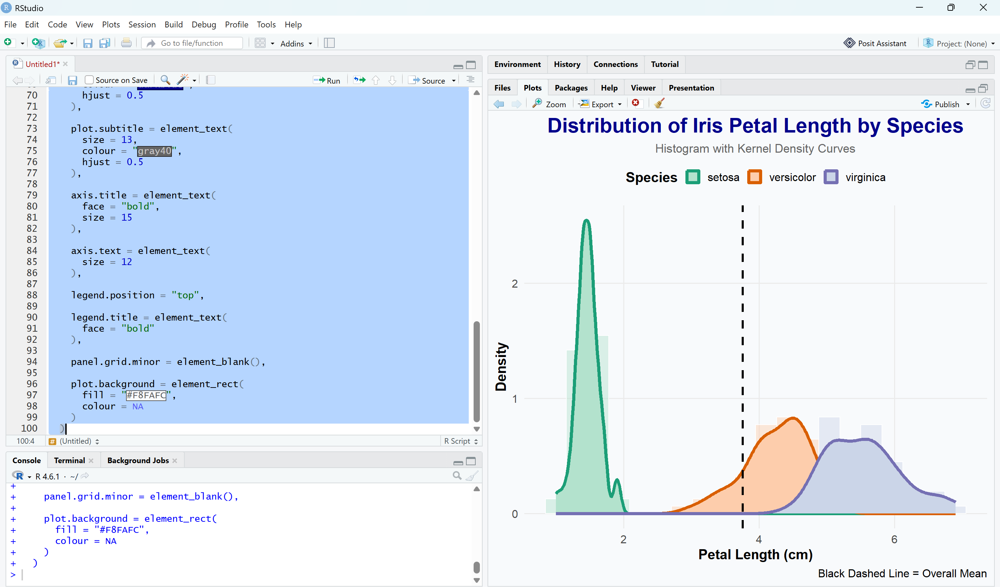 RStudio
File Edit Code View Plots Session Build Debug Profile Tools Help
Go to file/function Addins Posit Assistant Project: (None)
Untitled1*
Source on Save Run Source
70 hjust = 0.5
71 ),
72
73 plot.subtitle = element_text(
74 size = 13,
75 colour = "gray40",
76 hjust = 0.5
77 ),
78
79 axis.title = element_text(
80 face = "bold",
81 size = 15
82 ),
83
84 axis.text = element_text(
85 size = 12
86 ),
87
88 legend.position = "top",
89
90 legend.title = element_text(
91 face = "bold"
92 ),
93
94 panel.grid.minor = element_blank(),
95
96 plot.background = element_rect(
97 fill = "#F8FAFC",
98 colour = NA
99 )
100 )
100:4 # (Untitled) R Script
Console Terminal Background Jobs
R R 4.6.1 · ~/
+
+ panel.grid.minor = element_blank(),
+
+ plot.background = element_rect(
+ fill = "#F8FAFC",
+ colour = NA
+ )
+ )
>
Environment History Connections Tutorial
Files Plots Packages Help Viewer Presentation
Zoom Export Publish
Distribution of Iris Petal Length by Species
Histogram with Kernel Density Curves
Species setosa versicolor virginica
Density
2
1
0
2 4 6
Petal Length (cm)
Black Dashed Line = Overall Mean